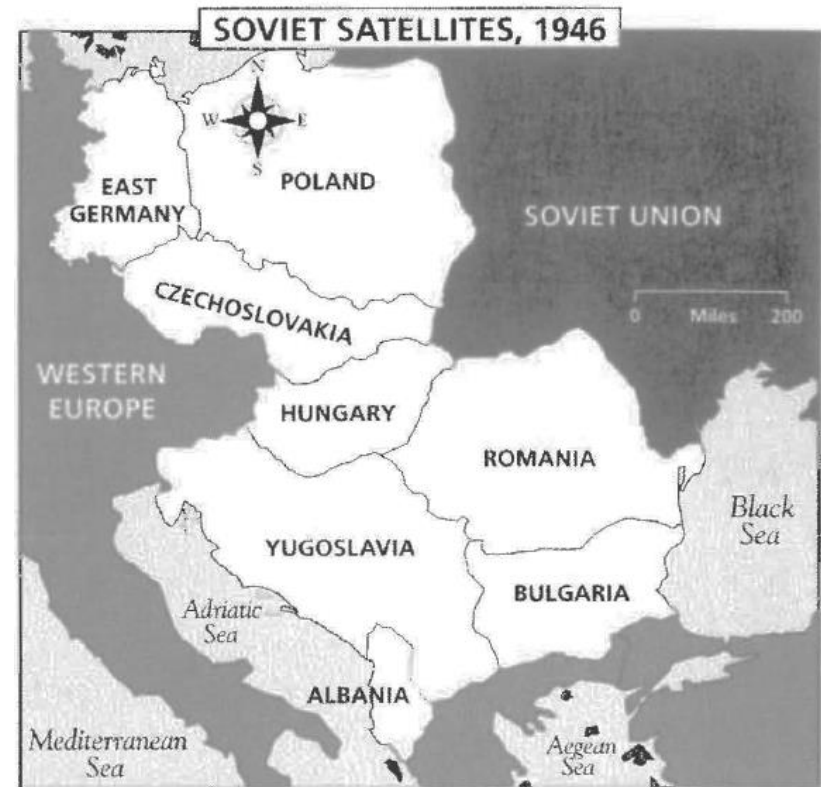 SOVIET SATELLITES, 1946
N
W E
S
EAST
GERMANY
POLAND
SOVIET UNION
CZECHOSLOVAKIA
0 Miles 200
WESTERN
EUROPE
HUNGARY
ROMANIA
Black
Sea
YUGOSLAVIA
BULGARIA
Adriatic
Sea
ALBANIA
Mediterranean
Sea
Aegean
Sea